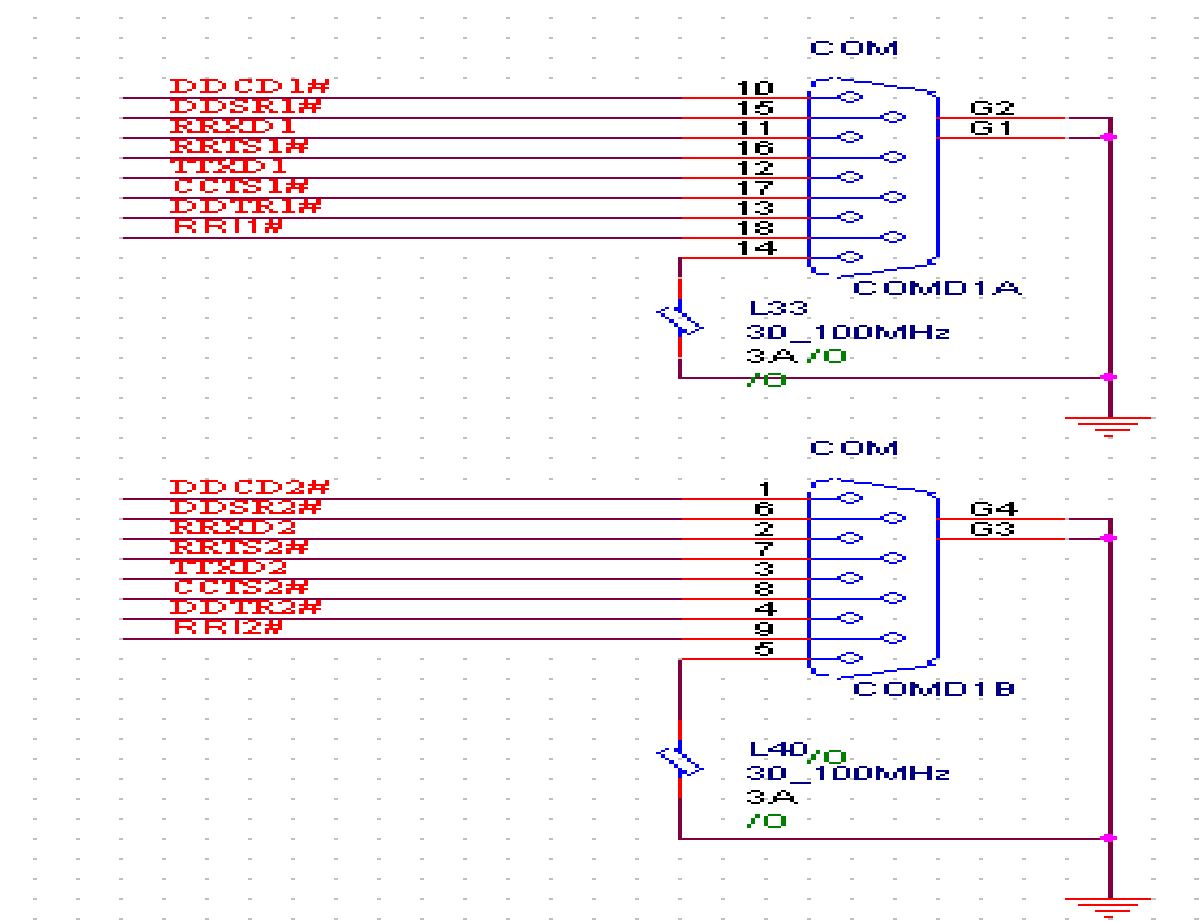 COM
DDCD1# 10
DDSR1# 15 G2
RRXD1 11 G1
RRTS1# 16
TTXD1 12
CCTS1# 17
DDTR1# 13
RRI1# 18
14
COMD1A
L33
30_100MHz
3A /O
/O
COM
DDCD2# 1
DDSR2# 6 G4
RRXD2 2 G3
RRTS2# 7
TTXD2 3
CCTS2# 8
DDTR2# 4
RRI2# 9
5
COMD1B
L40 /O
30_100MHz
3A
/O